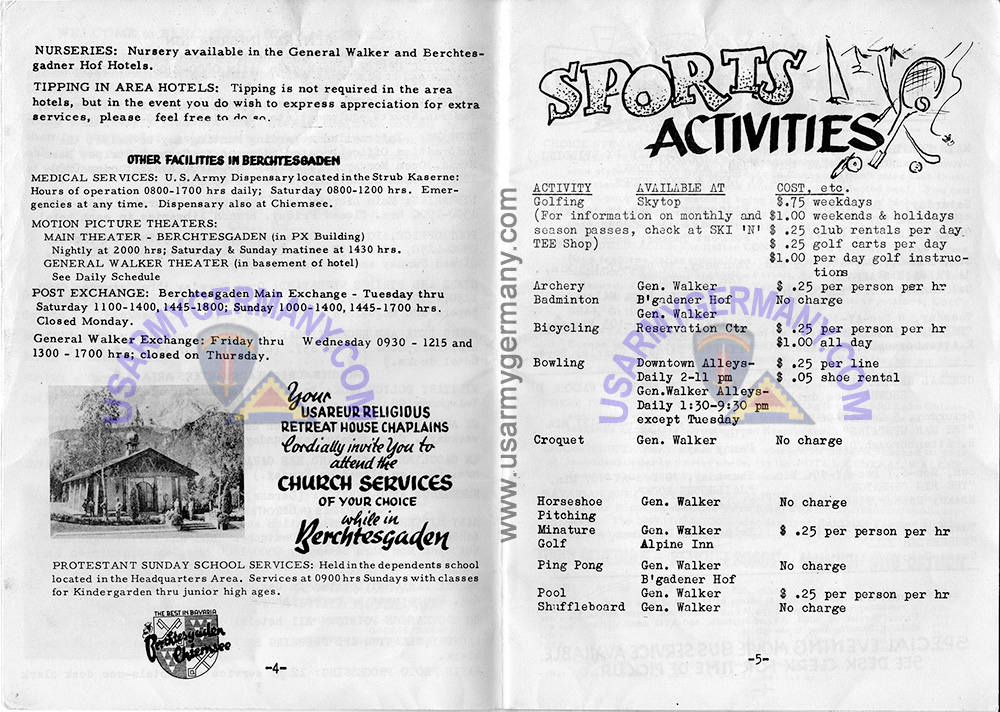 NURSERIES: Nursery available in the General Walker and Berchtes-
gadner Hof Hotels.
TIPPING IN AREA HOTELS: Tipping is not required in the area
hotels, but in the event you do wish to express appreciation for extra
services, please feel free to do so.
OTHER FACILITIES IN BERCHTESGADEN
MEDICAL SERVICES: U.S. Army Dispensary located in the Strub Kaserne:
Hours of operation 0800-1700 hrs daily; Saturday 0800-1200 hrs. Emer-
gencies at any time. Dispensary also at Chiemsee.
MOTION PICTURE THEATERS:
MAIN THEATER - BERCHTESGADEN (in PX Building)
Nightly at 2000 hrs; Saturday & Sunday matinee at 1430 hrs.
GENERAL WALKER THEATER (in basement of hotel)
See Daily Schedule
POST EXCHANGE: Berchtesgaden Main Exchange - Tuesday thru
Saturday 1100-1400, 1445-1800; Sunday 1000-1400, 1445-1700 hrs.
Closed Monday.
General Walker Exchange: Friday thru Wednesday 0930 - 1215 and
1300 - 1700 hrs; closed on Thursday.
Your
USAREUR RELIGIOUS
RETREAT HOUSE CHAPLAINS
Cordially invite You to
attend the
CHURCH SERVICES
OF YOUR CHOICE
while in
Berchtesgaden
PROTESTANT SUNDAY SCHOOL SERVICES: Held in the dependents school
located in the Headquarters Area. Services at 0900 hrs Sundays with classes
for Kindergarden thru junior high ages.
THE BEST IN BAVARIA
Berchtesgaden
Chiemsee
-4-
USARMYGERMANY.COM
www.usarmygermany.com
SPORTS
ACTIVITIES
ACTIVITY AVAILABLE AT COST, etc.
Golfing Skytop $.75 weekdays
(For information on monthly and $1.00 weekends & holidays
season passes, check at SKI 'N' $ .25 club rentals per day
TEE Shop) $ .25 golf carts per day
$1.00 per day golf instruc-
tions
Archery Gen. Walker $ .25 per person per hr
Badminton B'gadener Hof No charge
Gen. Walker
Bicycling Reservation Ctr $ .25 per person per hr
$1.00 all day
Bowling Downtown Alleys- $ .25 per line
Daily 2-11 pm $ .05 shoe rental
Gen.Walker Alleys-
Daily 1:30-9:30 pm
except Tuesday
Croquet Gen. Walker No charge
Horseshoe Gen. Walker No charge
Pitching
Minature Gen. Walker $ .25 per person per hr
Golf Alpine Inn
Ping Pong Gen. Walker No charge
B'gadener Hof
Pool Gen. Walker $ .25 per person per hr
Shuffleboard Gen. Walker No charge
-5-
USARMYGERMANY.COM